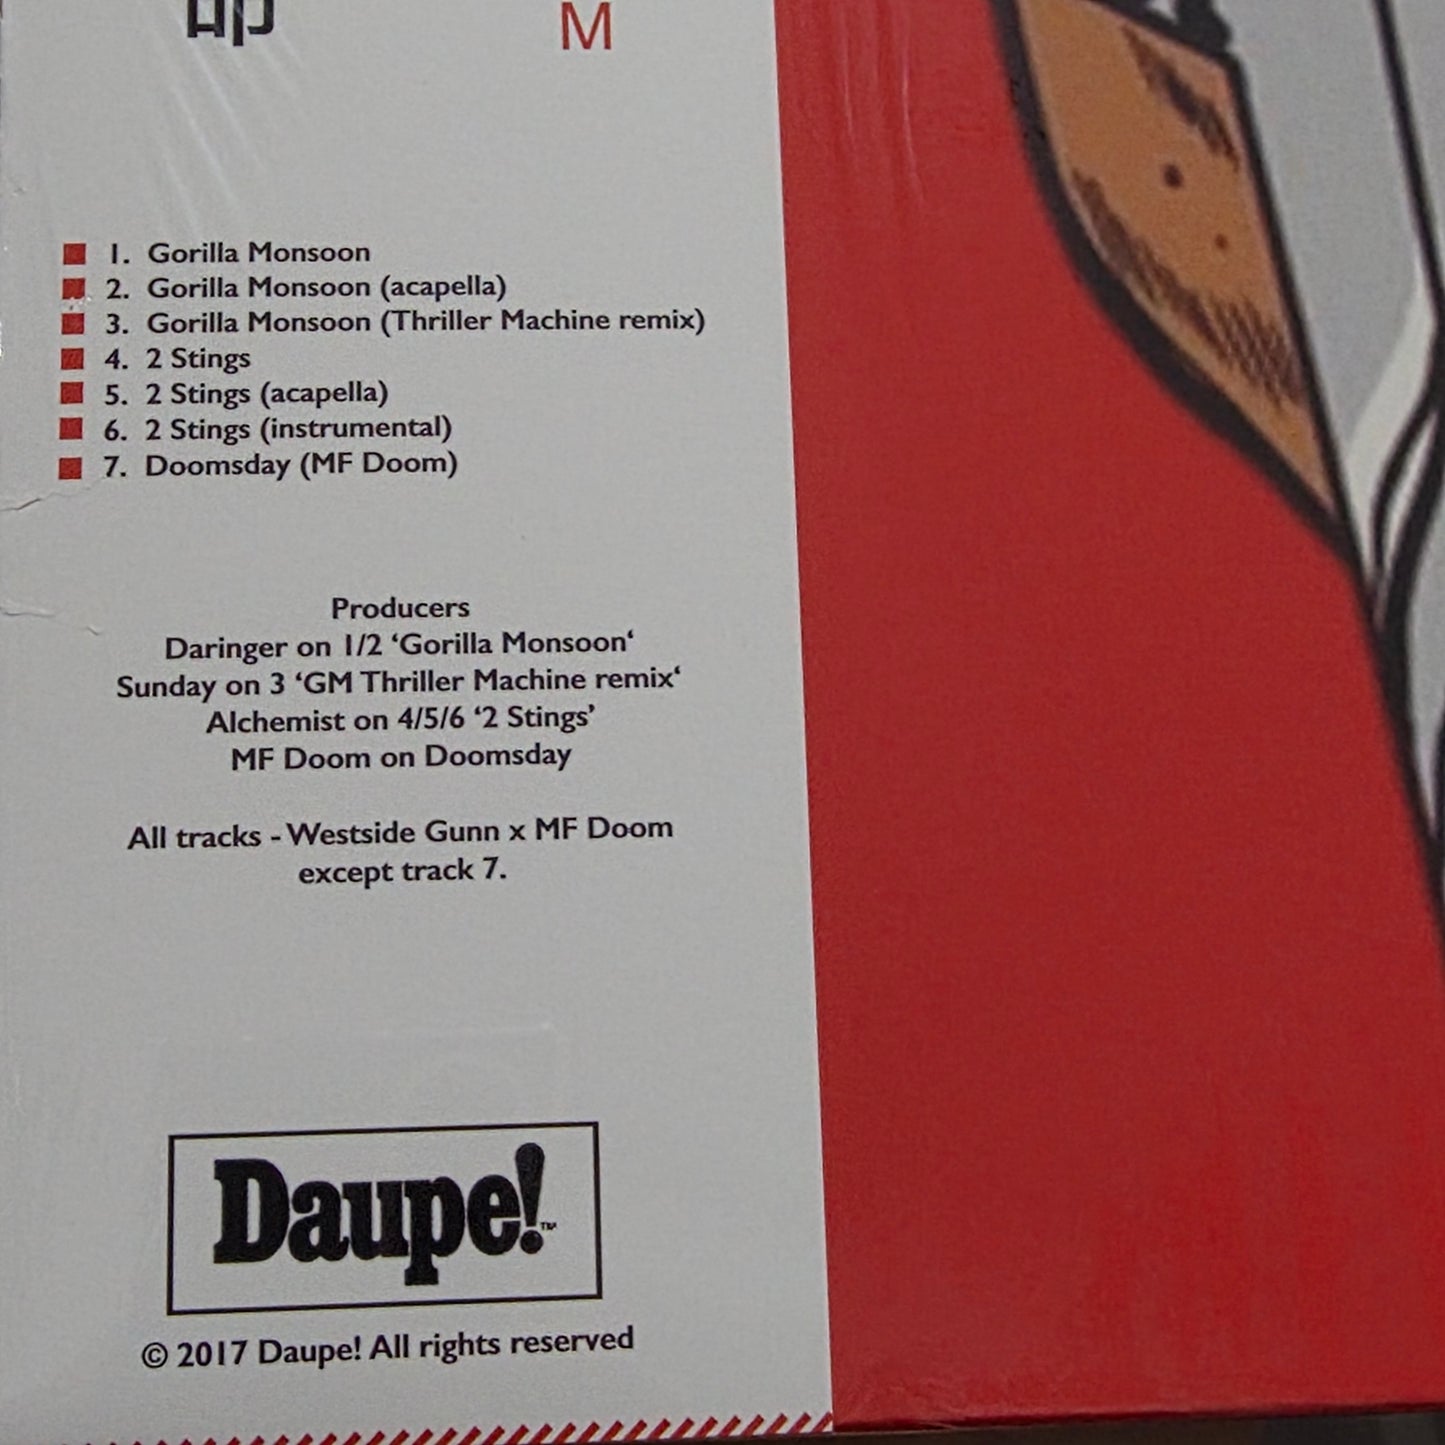 M
1. Gorilla Monsoon
2. Gorilla Monsoon (acapella)
3. Gorilla Monsoon (Thriller Machine remix)
4. 2 Stings
5. 2 Stings (acapella)
6. 2 Stings (instrumental)
7. Doomsday (MF Doom)
Producers
Daringer on 1/2 ‘Gorilla Monsoon‘
Sunday on 3 ‘GM Thriller Machine remix‘
Alchemist on 4/5/6 ‘2 Stings’
MF Doom on Doomsday
All tracks - Westside Gunn x MF Doom
except track 7.
Daupe!™
© 2017 Daupe! All rights reserved